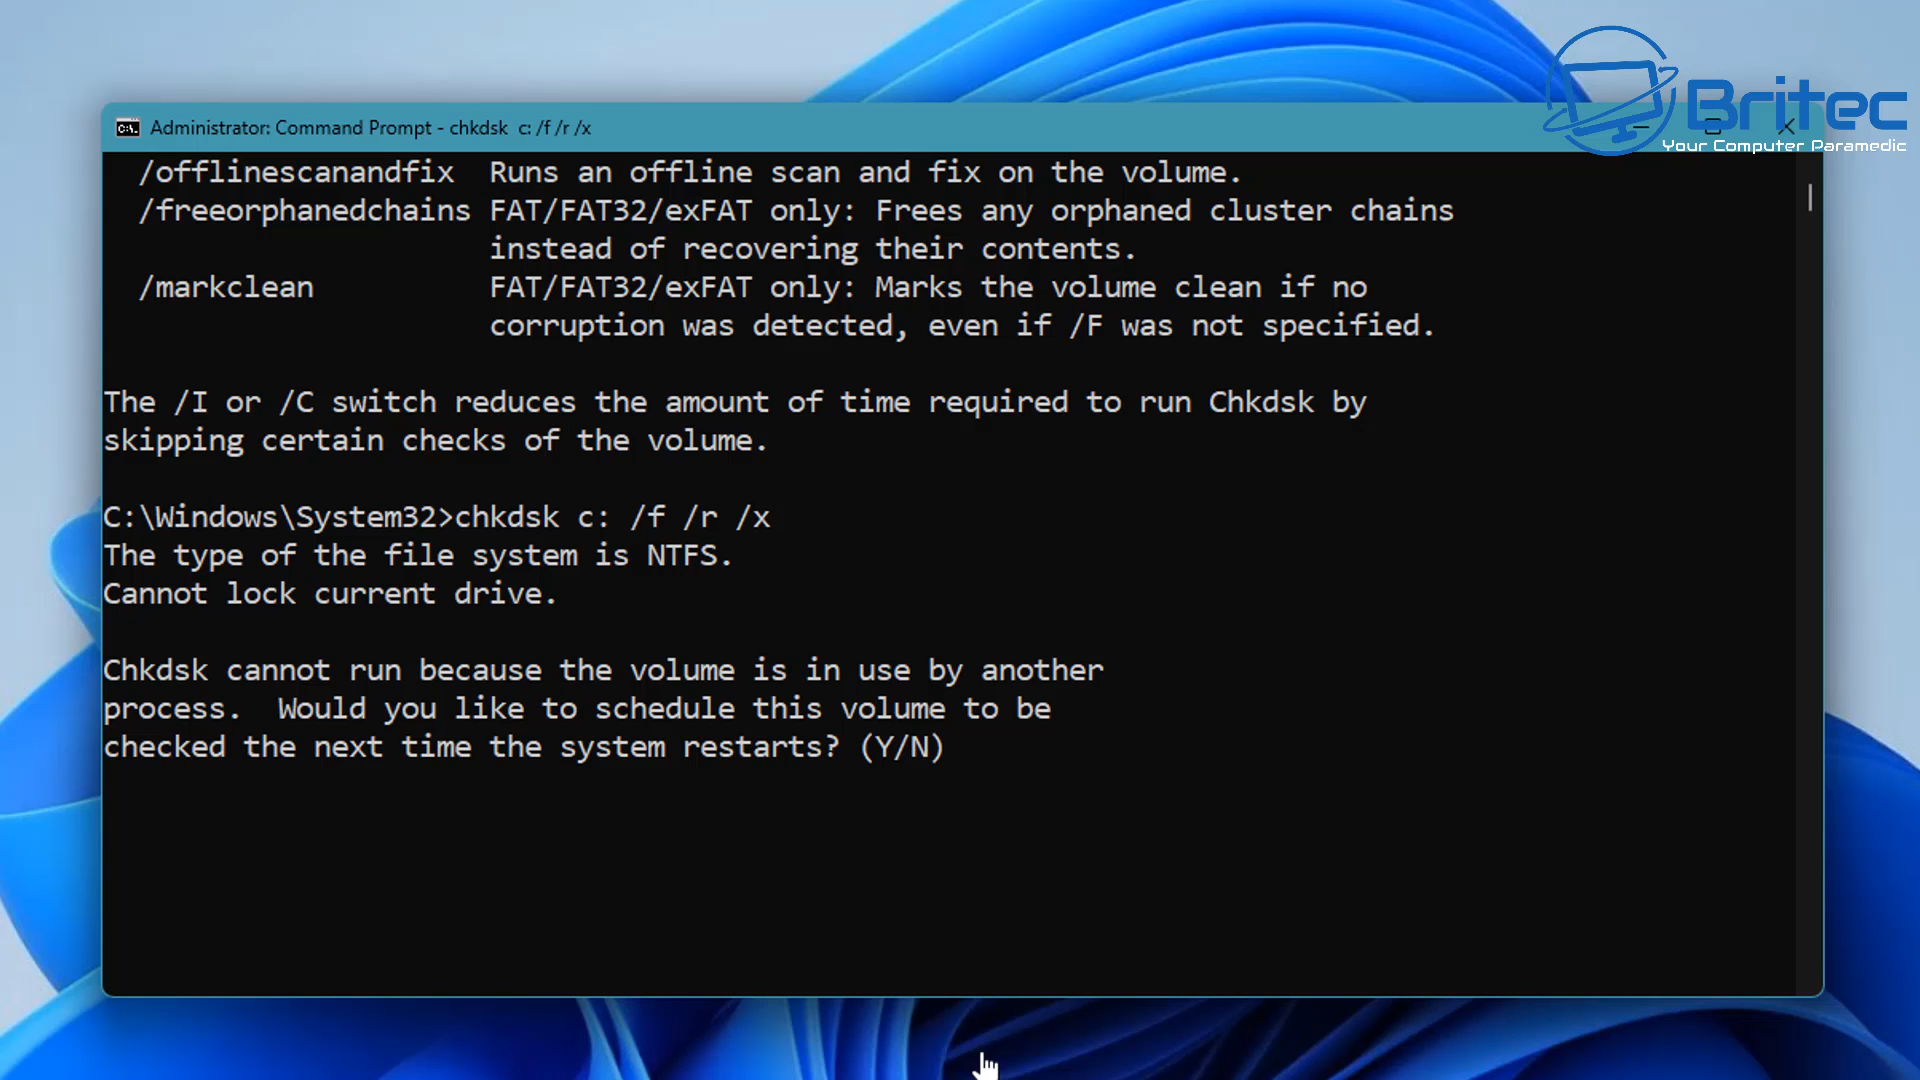 Britec
Your Computer Paramedic
Administrator: Command Prompt - chkdsk c: /f /r /x
/offlinescanandfix Runs an offline scan and fix on the volume.
/freeorphanedchains FAT/FAT32/exFAT only: Frees any orphaned cluster chains
instead of recovering their contents.
/markclean FAT/FAT32/exFAT only: Marks the volume clean if no
corruption was detected, even if /F was not specified.
The /I or /C switch reduces the amount of time required to run Chkdsk by
skipping certain checks of the volume.
C:\Windows\System32>chkdsk c: /f /r /x
The type of the file system is NTFS.
Cannot lock current drive.
Chkdsk cannot run because the volume is in use by another
process.  Would you like to schedule this volume to be
checked the next time the system restarts? (Y/N)